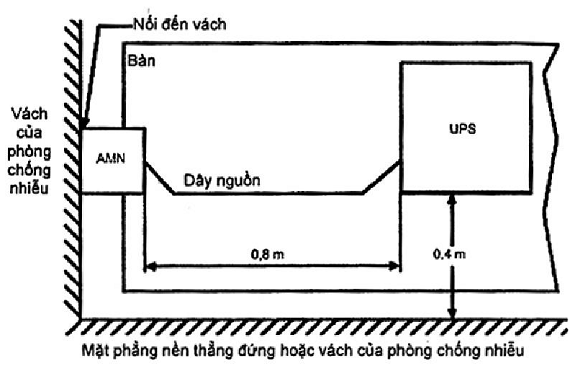 Nối đến vách
Bàn
Vách
của
phòng
chống
nhiễu
AMN
UPS
Dây nguồn
0,8 m
0,4 m
Mặt phẳng nền thẳng đứng hoặc vách của phòng chống nhiễu